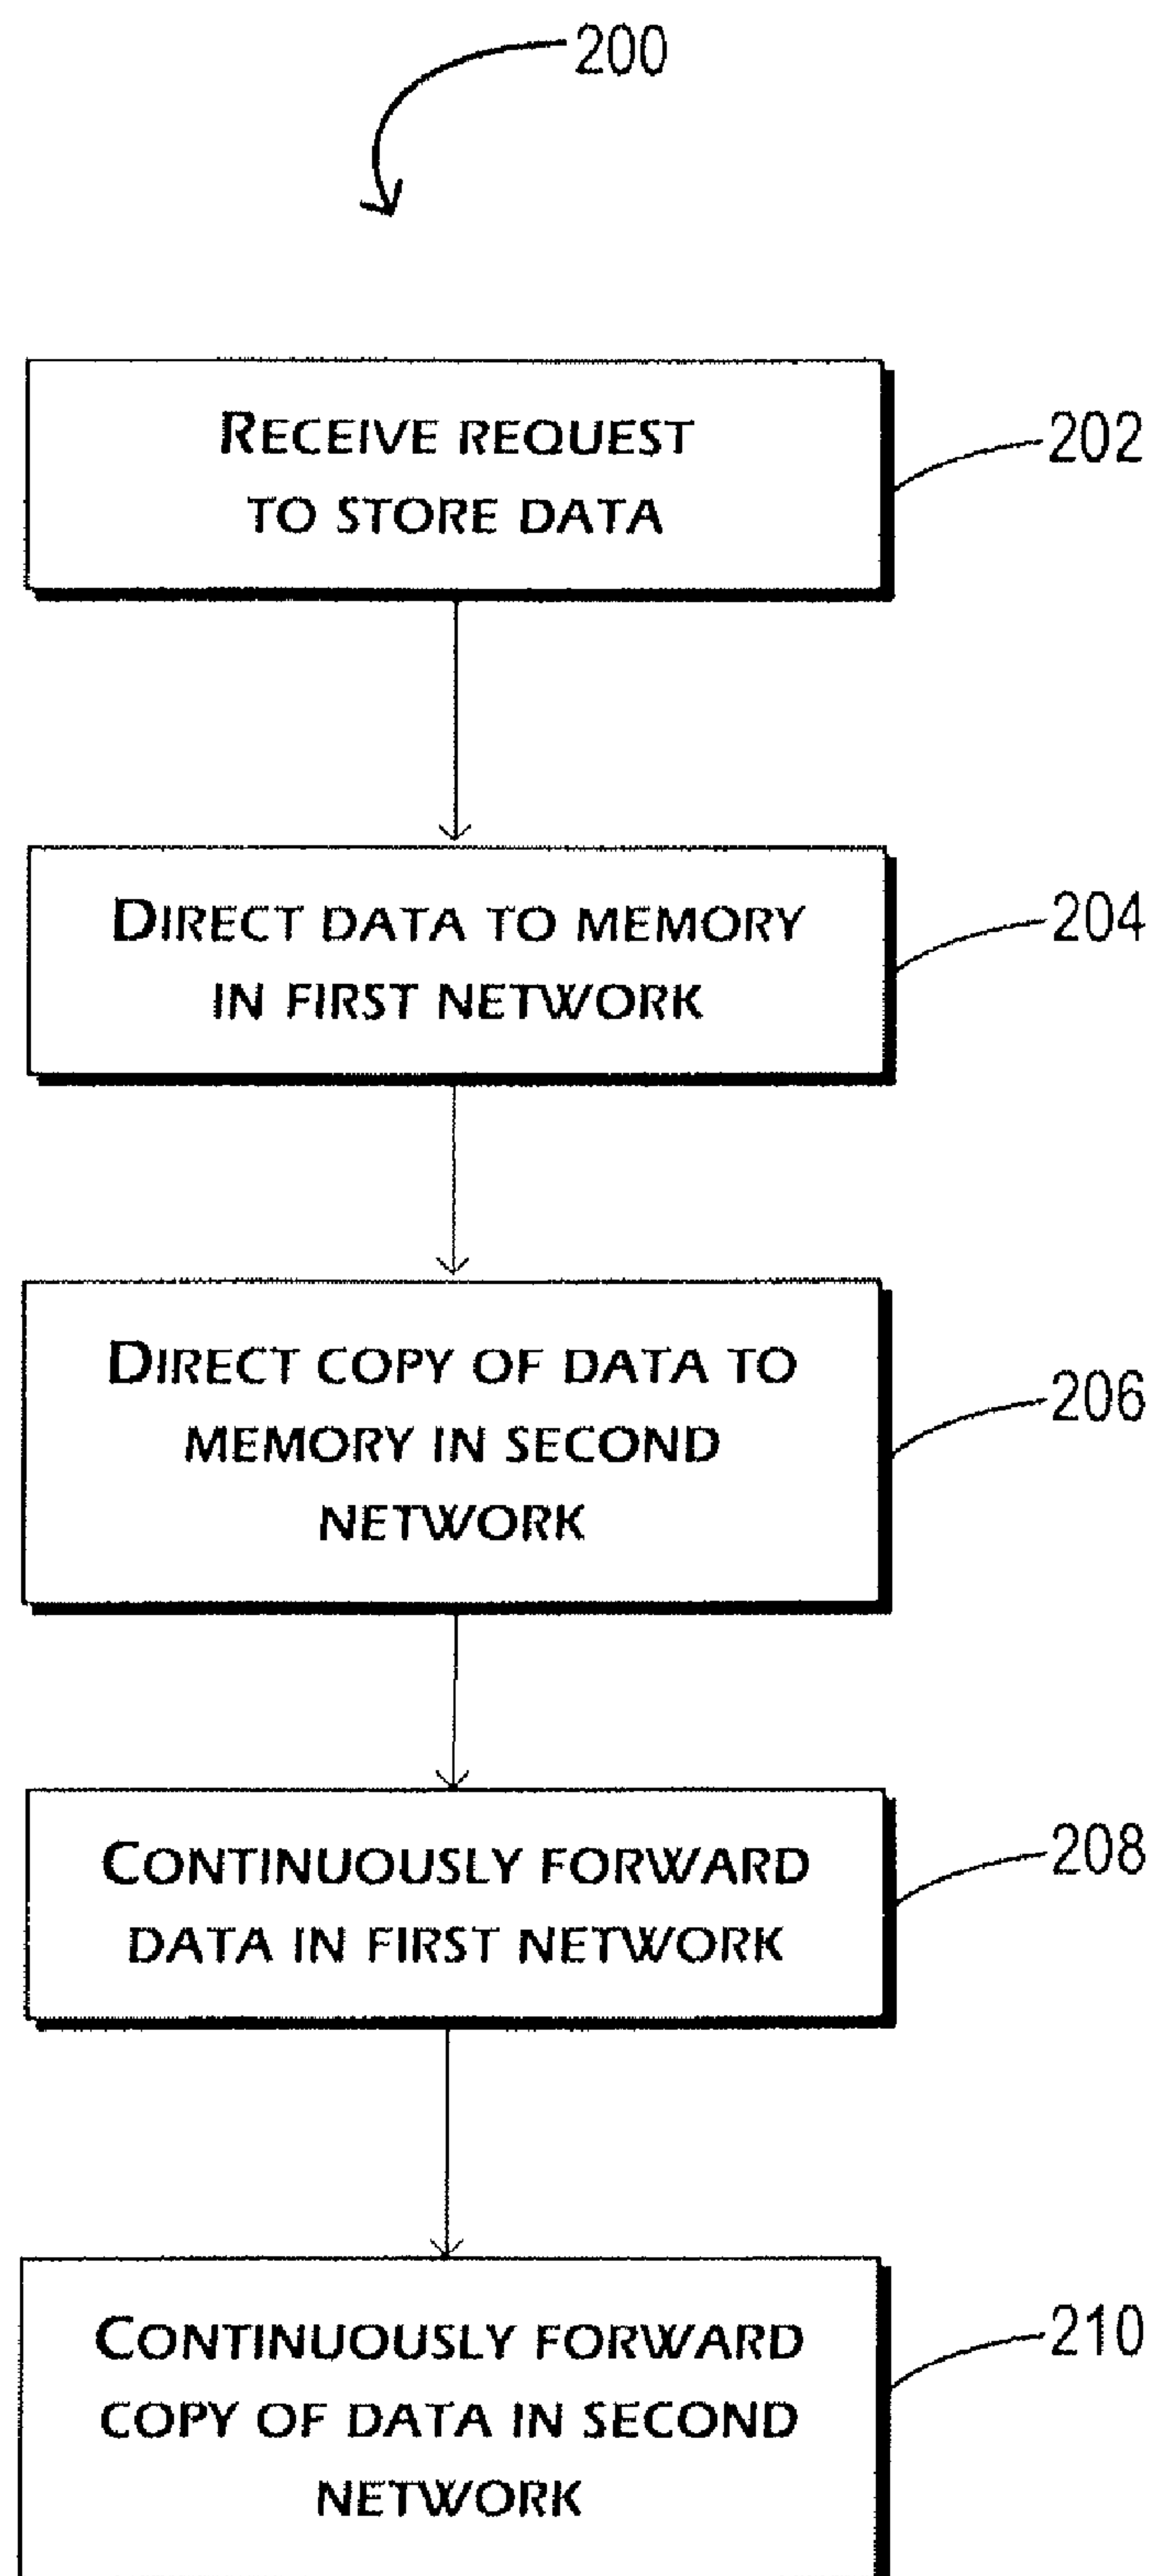 200
RECEIVE REQUEST
TO STORE DATA
202
DIRECT DATA TO MEMORY
IN FIRST NETWORK
204
DIRECT COPY OF DATA TO
MEMORY IN SECOND
NETWORK
206
CONTINUOUSLY FORWARD
DATA IN FIRST NETWORK
208
CONTINUOUSLY FORWARD
COPY OF DATA IN SECOND
NETWORK
210